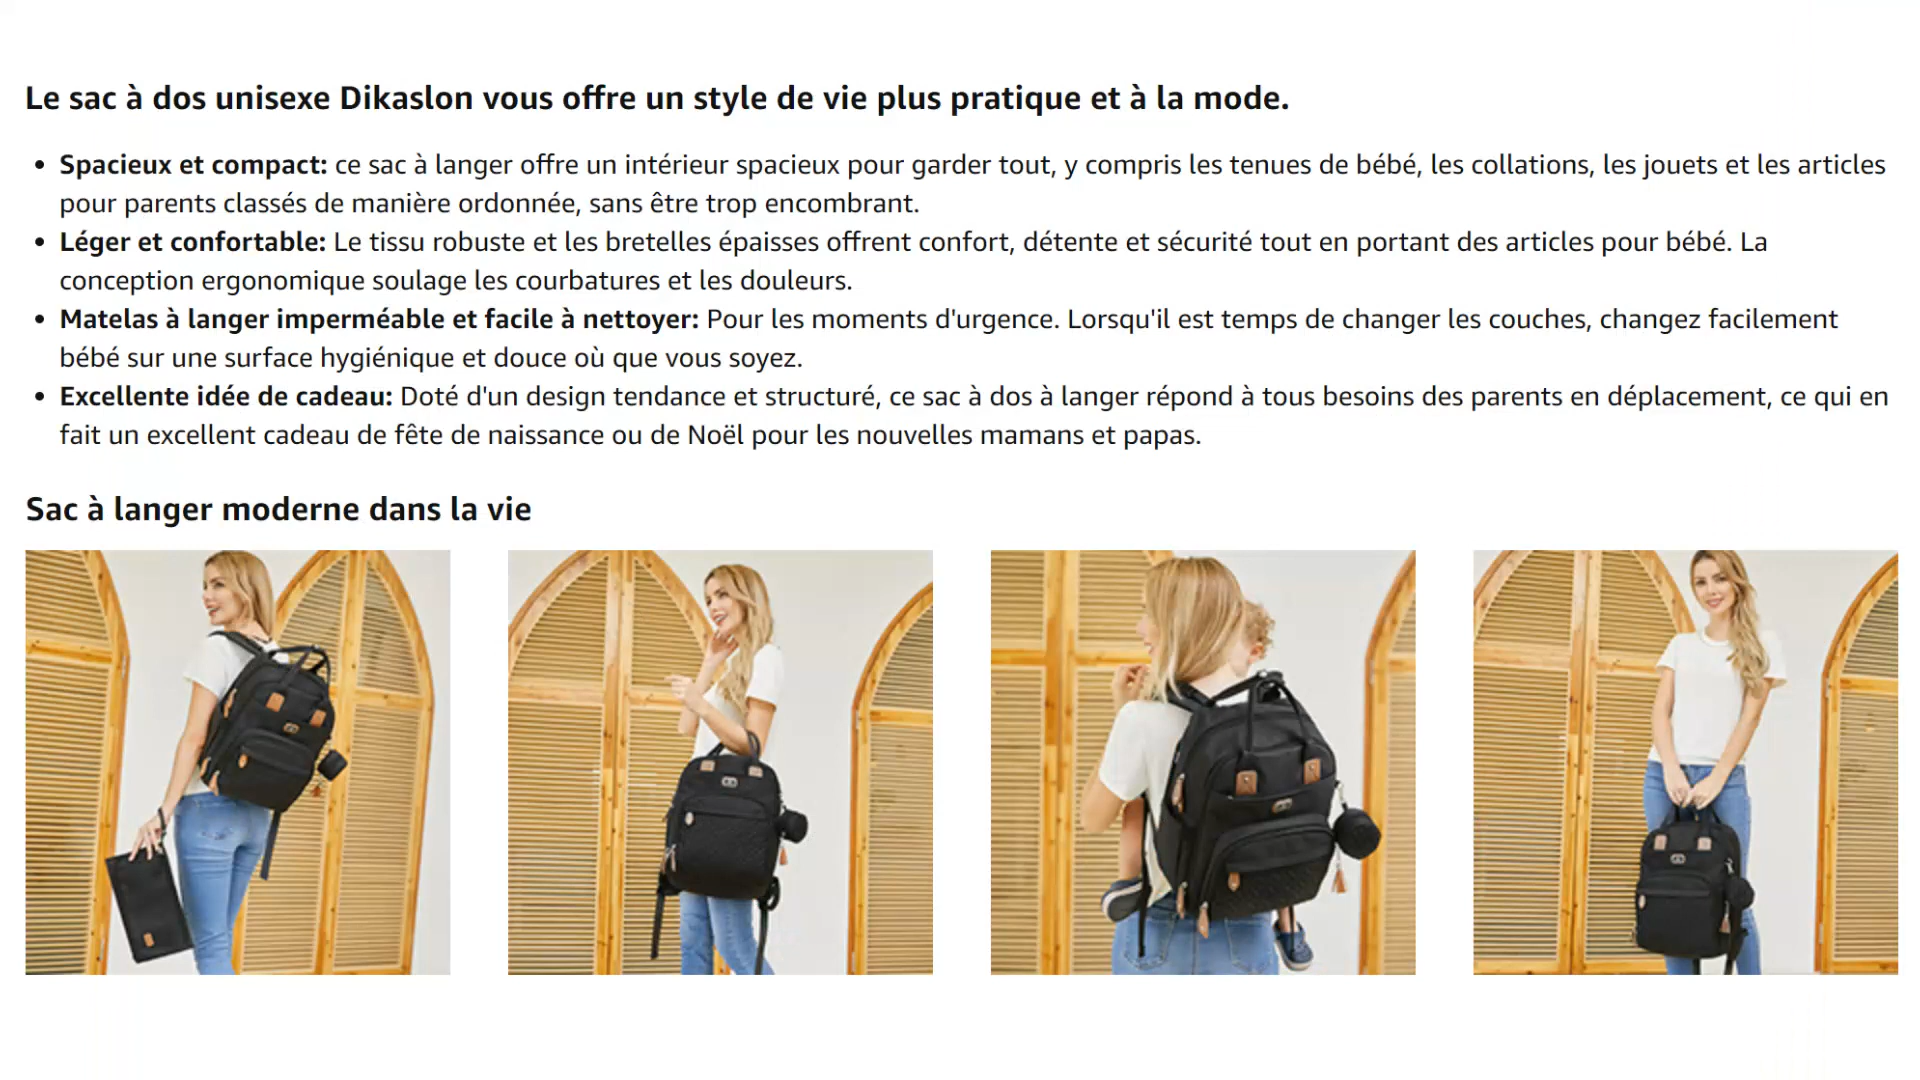 Le sac à dos unisexe Dikaslon vous offre un style de vie plus pratique et à la mode.
• Spacieux et compact: ce sac à langer offre un intérieur spacieux pour garder tout, y compris les tenues de bébé, les collations, les jouets et les articles
pour parents classés de manière ordonnée, sans être trop encombrant.
• Léger et confortable: Le tissu robuste et les bretelles épaisses offrent confort, détente et sécurité tout en portant des articles pour bébé. La
conception ergonomique soulage les courbatures et les douleurs.
• Matelas à langer imperméable et facile à nettoyer: Pour les moments d'urgence. Lorsqu'il est temps de changer les couches, changez facilement
bébé sur une surface hygiénique et douce où que vous soyez.
• Excellente idée de cadeau: Doté d'un design tendance et structuré, ce sac à dos à langer répond à tous besoins des parents en déplacement, ce qui en
fait un excellent cadeau de fête de naissance ou de Noël pour les nouvelles mamans et papas.
Sac à langer moderne dans la vie